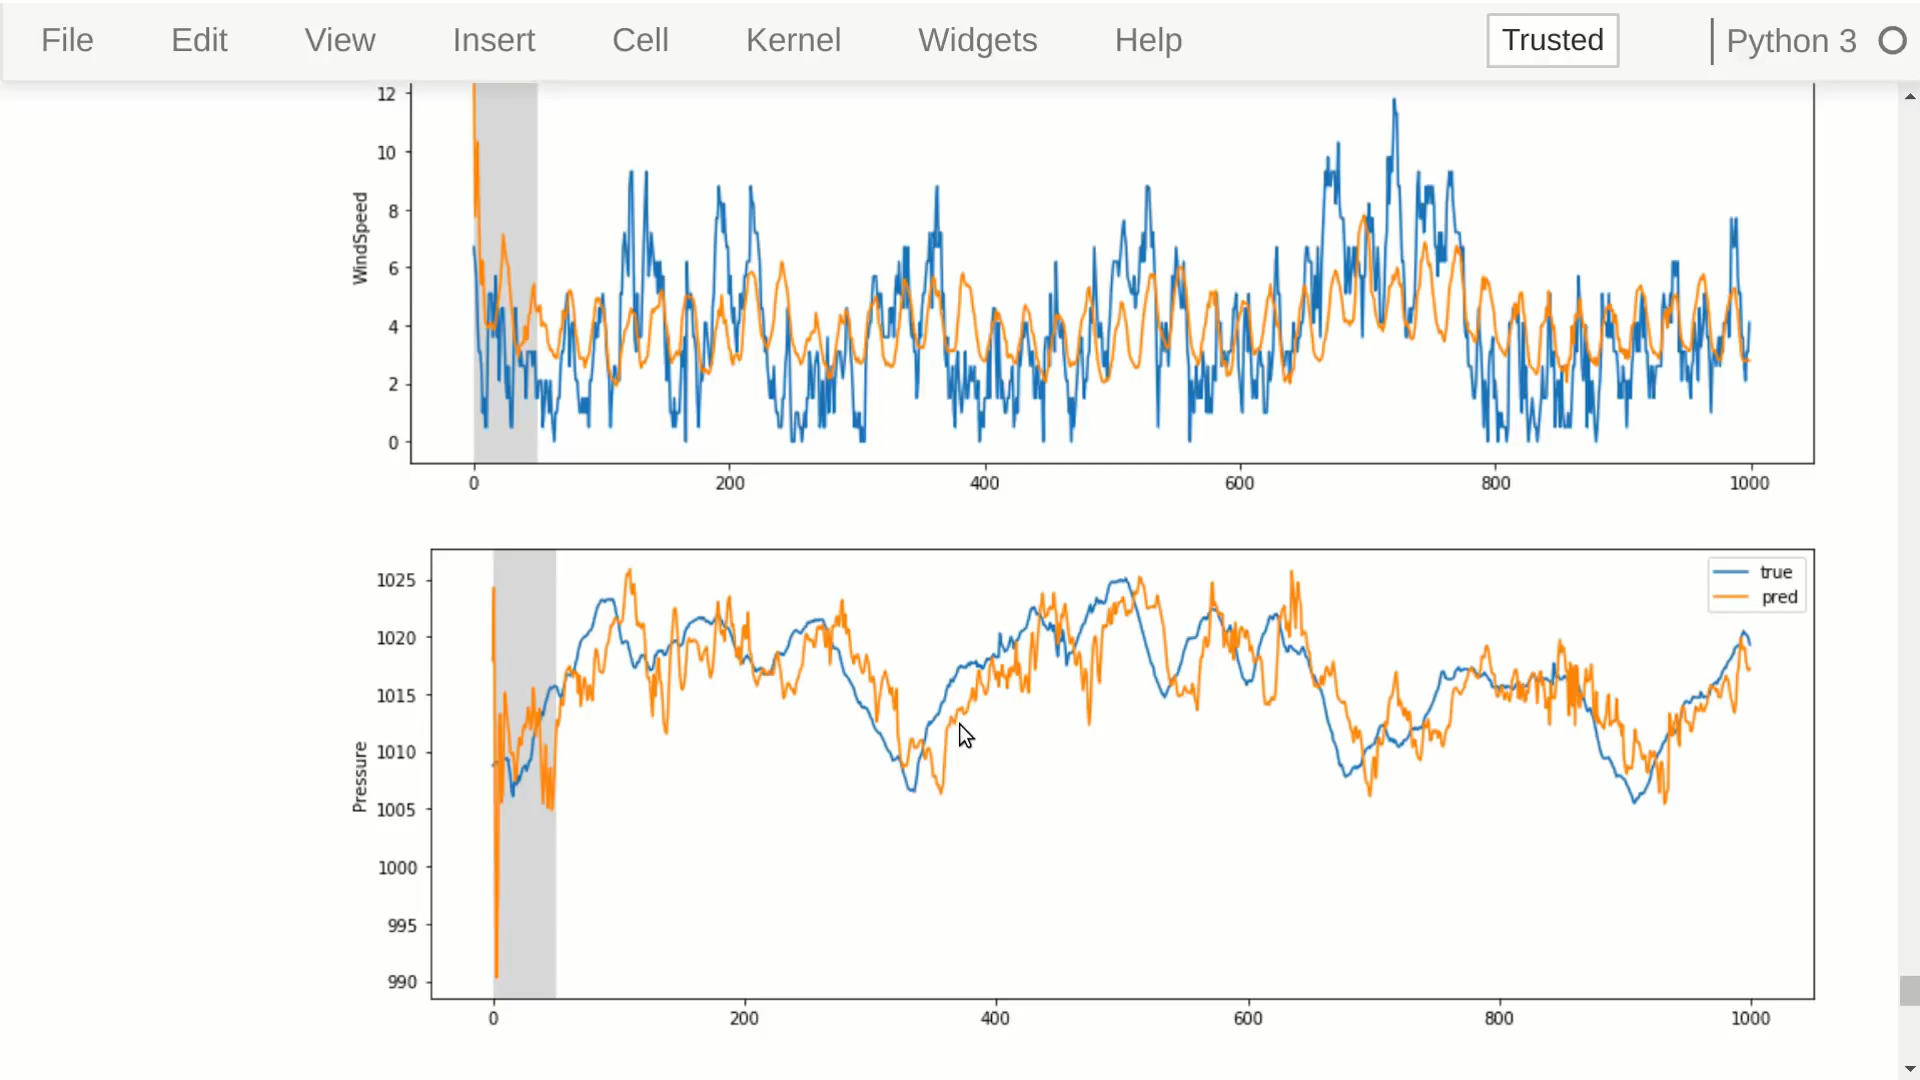 File Edit View Insert Cell Kernel Widgets Help Trusted Python 3
12
10
8
6
4
2
0
WindSpeed
0 200 400 600 800 1000
true
pred
1025
1020
1015
1010
1005
1000
995
990
Pressure
0 200 400 600 800 1000